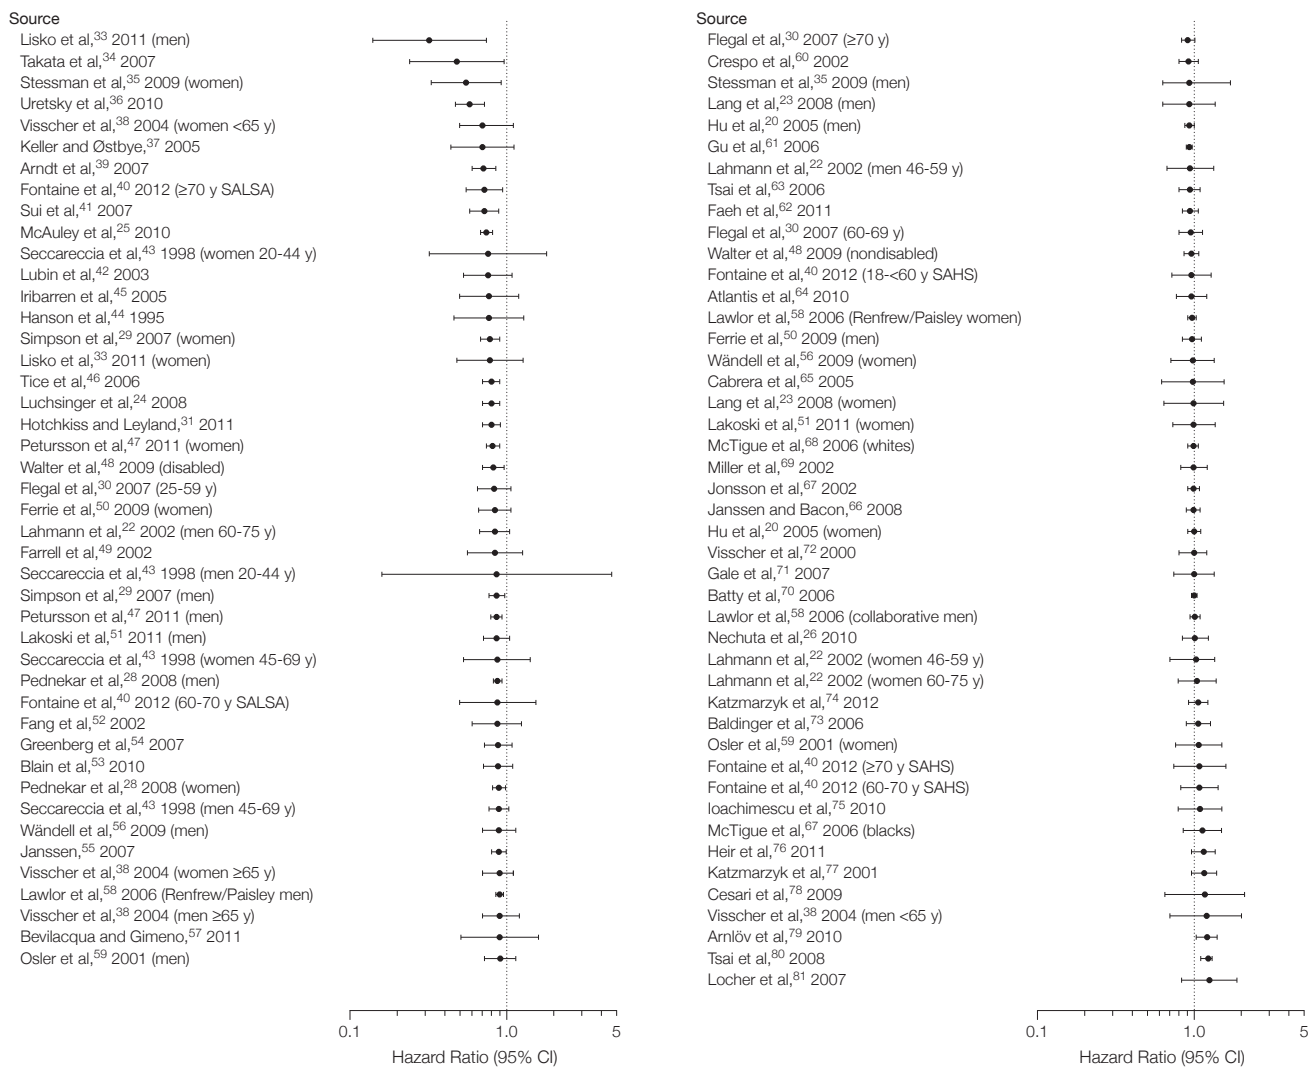 Source
Lisko et al,33 2011 (men)
Takata et al,34 2007
Stessman et al,35 2009 (women)
Uretsky et al,36 2010
Visscher et al,38 2004 (women <65 y)
Keller and Østbye,37 2005
Arndt et al,39 2007
Fontaine et al,40 2012 (≥70 y SALSA)
Sui et al,41 2007
McAuley et al,25 2010
Seccareccia et al,43 1998 (women 20-44 y)
Lubin et al,42 2003
Iribarren et al,45 2005
Hanson et al,44 1995
Simpson et al,29 2007 (women)
Lisko et al,33 2011 (women)
Tice et al,46 2006
Luchsinger et al,24 2008
Hotchkiss and Leyland,31 2011
Petursson et al,47 2011 (women)
Walter et al,48 2009 (disabled)
Flegal et al,30 2007 (25-59 y)
Ferrie et al,50 2009 (women)
Lahmann et al,22 2002 (men 60-75 y)
Farrell et al,49 2002
Seccareccia et al,43 1998 (men 20-44 y)
Simpson et al,29 2007 (men)
Petursson et al,47 2011 (men)
Lakoski et al,51 2011 (men)
Seccareccia et al,43 1998 (women 45-69 y)
Pednekar et al,28 2008 (men)
Fontaine et al,40 2012 (60-70 y SALSA)
Fang et al,52 2002
Greenberg et al,54 2007
Blain et al,53 2010
Pednekar et al,28 2008 (women)
Seccareccia et al,43 1998 (men 45-69 y)
Wändell et al,56 2009 (men)
Janssen,55 2007
Visscher et al,38 2004 (women ≥65 y)
Lawlor et al,58 2006 (Renfrew/Paisley men)
Visscher et al,38 2004 (men ≥65 y)
Bevilacqua and Gimeno,57 2011
Osler et al,59 2001 (men)
0.1 1.0 5
Hazard Ratio (95% CI)
Source
Flegal et al,30 2007 (≥70 y)
Crespo et al,60 2002
Stessman et al,35 2009 (men)
Lang et al,23 2008 (men)
Hu et al,20 2005 (men)
Gu et al,61 2006
Lahmann et al,22 2002 (men 46-59 y)
Tsai et al,63 2006
Faeh et al,62 2011
Flegal et al,30 2007 (60-69 y)
Walter et al,48 2009 (nondisabled)
Fontaine et al,40 2012 (18-<60 y SAHS)
Atlantis et al,64 2010
Lawlor et al,58 2006 (Renfrew/Paisley women)
Ferrie et al,50 2009 (men)
Wändell et al,56 2009 (women)
Cabrera et al,65 2005
Lang et al,23 2008 (women)
Lakoski et al,51 2011 (women)
McTigue et al,68 2006 (whites)
Miller et al,69 2002
Jonsson et al,67 2002
Janssen and Bacon,66 2008
Hu et al,20 2005 (women)
Visscher et al,72 2000
Gale et al,71 2007
Batty et al,70 2006
Lawlor et al,58 2006 (collaborative men)
Nechuta et al,26 2010
Lahmann et al,22 2002 (women 46-59 y)
Lahmann et al,22 2002 (women 60-75 y)
Katzmarzyk et al,74 2012
Baldinger et al,73 2006
Osler et al,59 2001 (women)
Fontaine et al,40 2012 (≥70 y SAHS)
Fontaine et al,40 2012 (60-70 y SAHS)
Ioachimescu et al,75 2010
McTigue et al,67 2006 (blacks)
Heir et al,76 2011
Katzmarzyk et al,77 2001
Cesari et al,78 2009
Visscher et al,38 2004 (men <65 y)
Arnlöv et al,79 2010
Tsai et al,80 2008
Locher et al,81 2007
0.1 1.0 5
Hazard Ratio (95% CI)